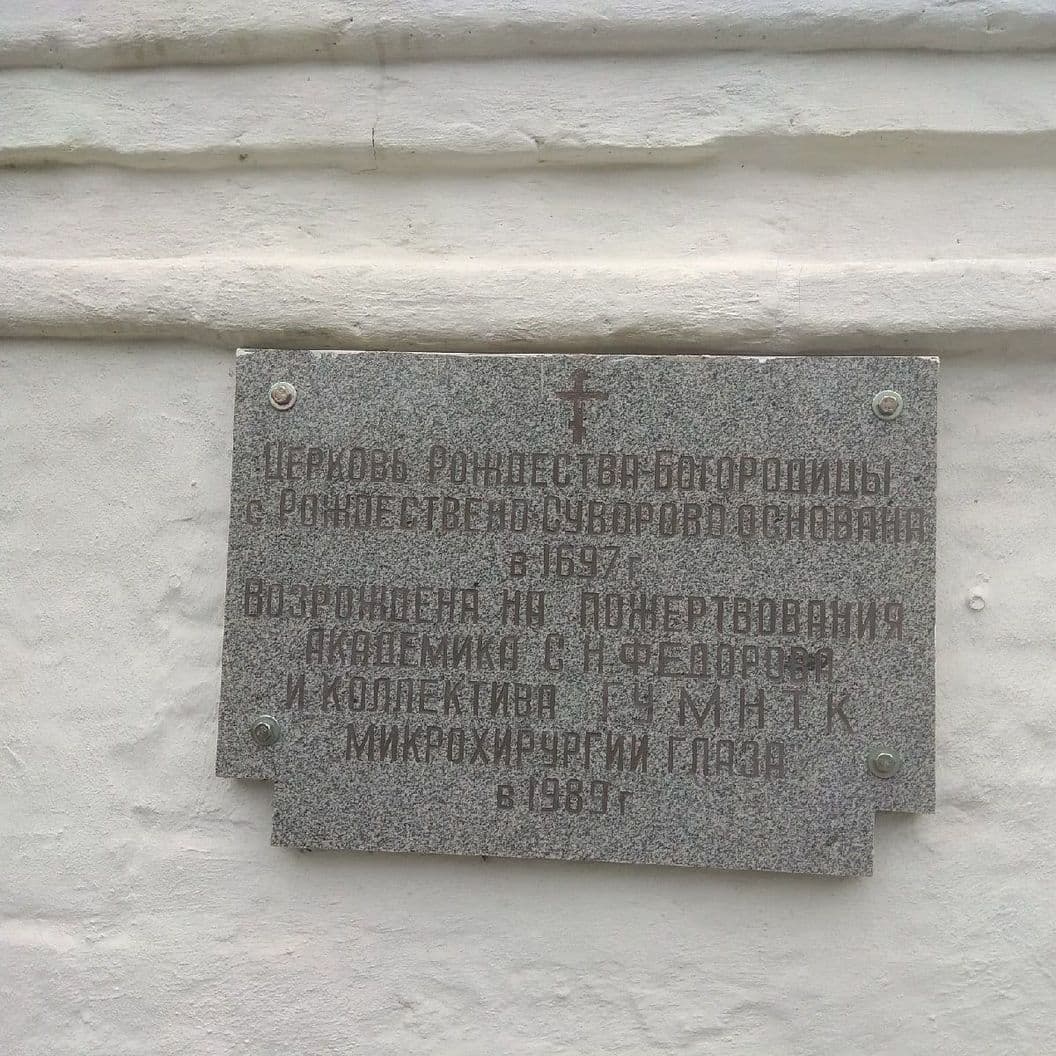 Церковь Рождества Богородицы
с Рождествено-Суворово основана
в 1697 г
Возрождена на пожертвования
академика С Н Федорова
и коллектива ГУ МНТК
микрохирургии глаза
в 1989 г